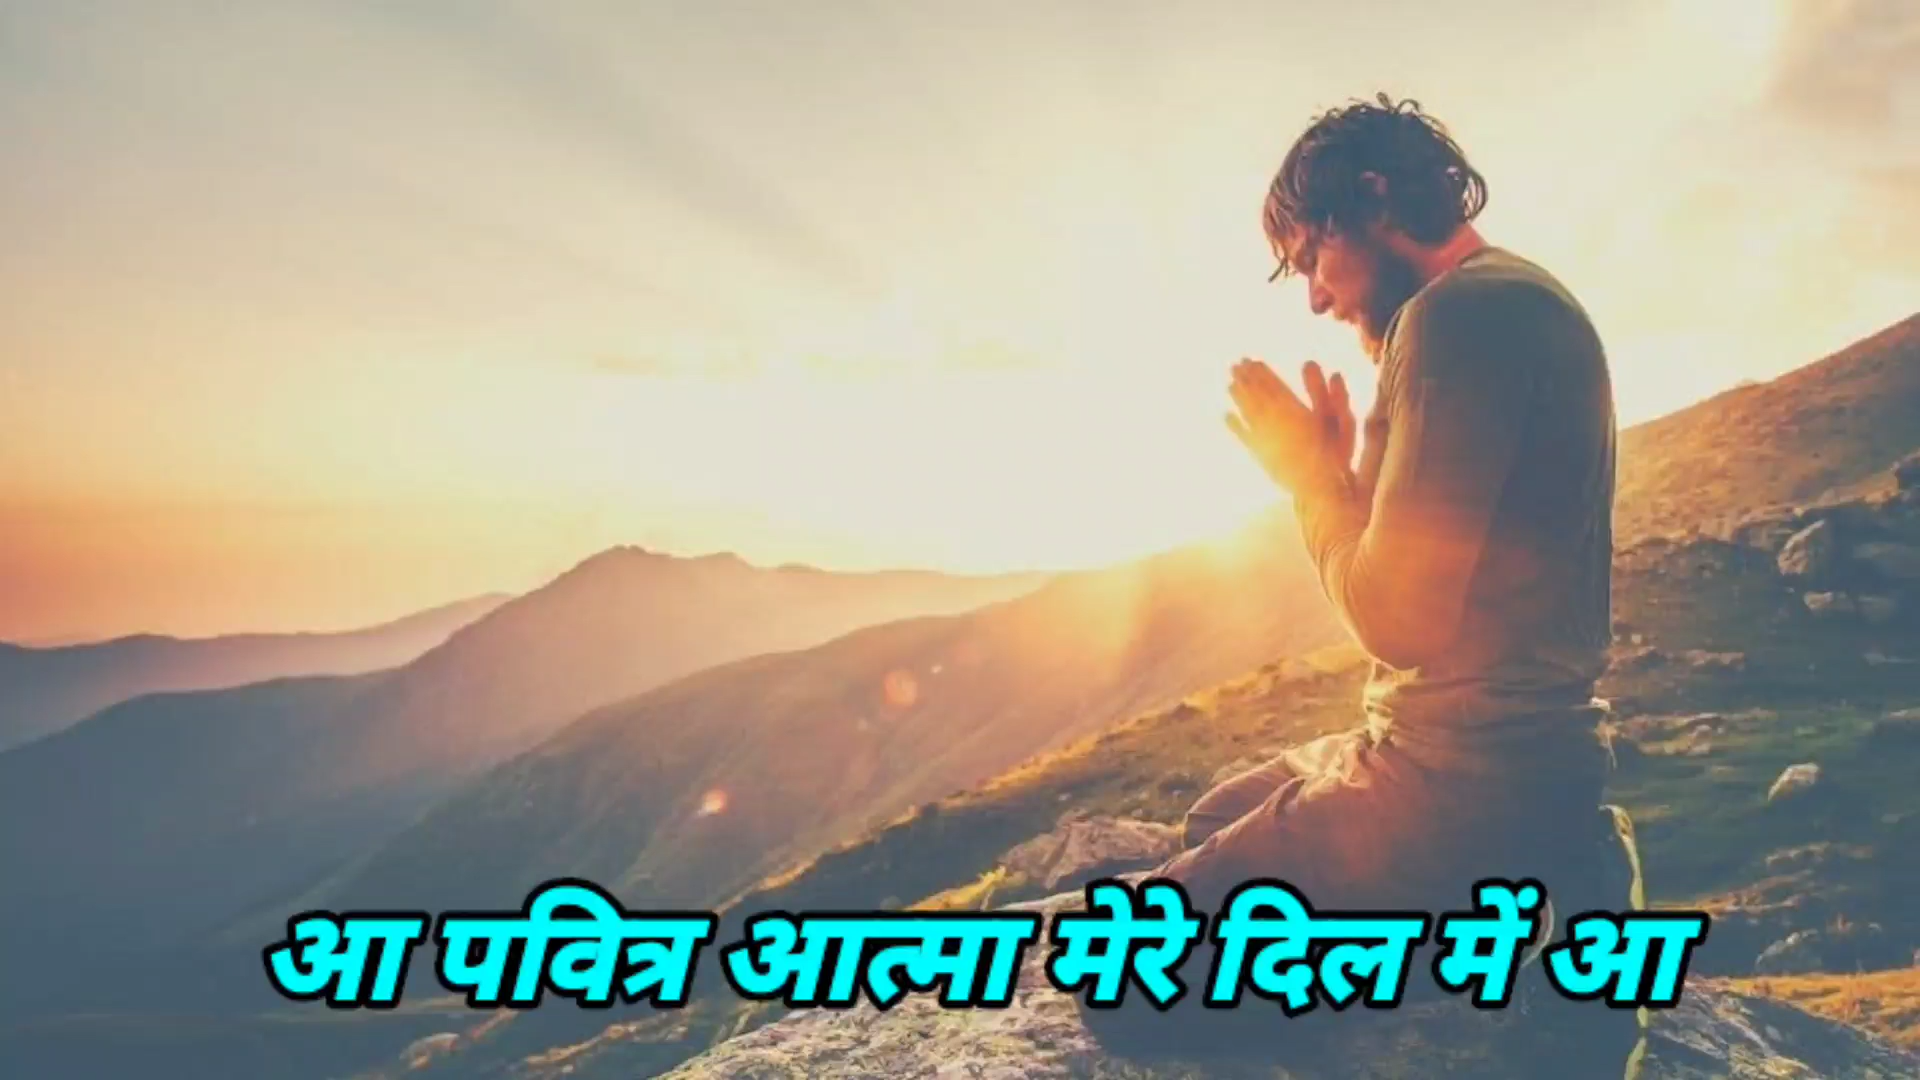 आ पवित्र आत्मा मेरे दिल में आ